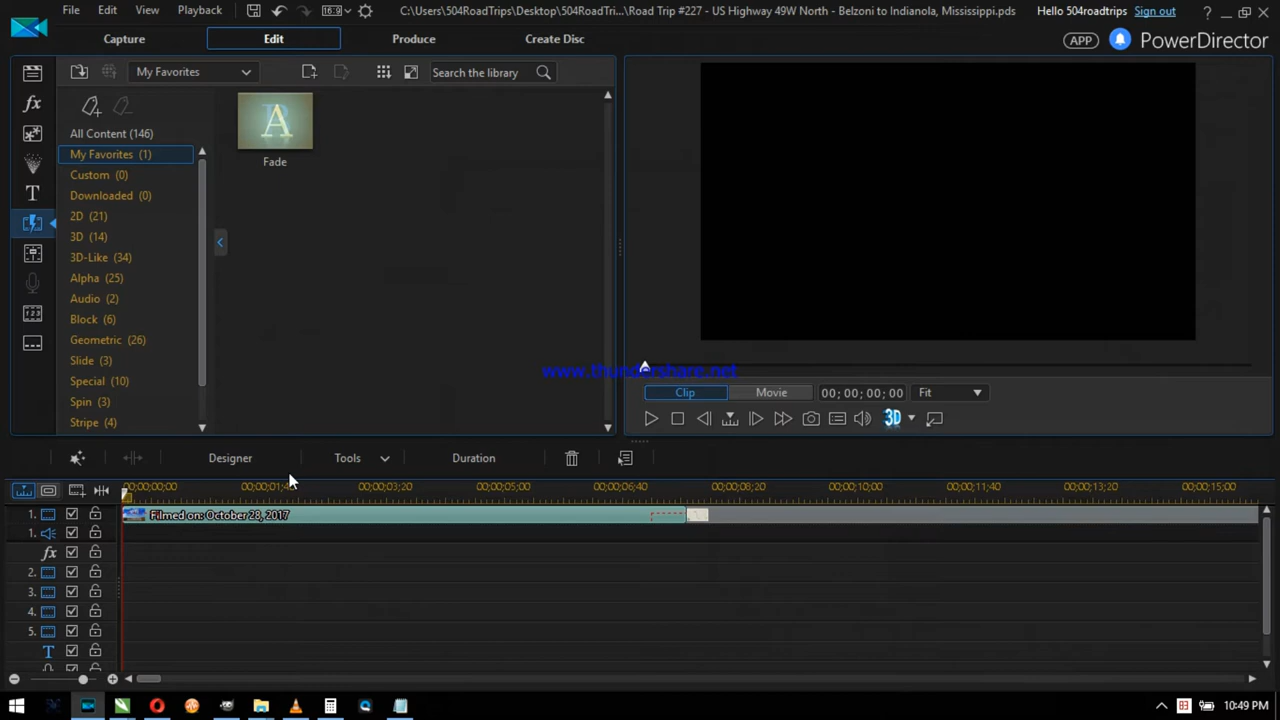 File Edit View Playback 16:9 C:\Users\504RoadTrips\Desktop\504RoadTri...\Road Trip #227 - US Highway 49W North - Belzoni to Indianola, Mississippi.pds Hello 504roadtrips Sign out ?
Capture Edit Produce Create Disc APP PowerDirector
My Favorites Search the library
All Content (146)
My Favorites (1)
Custom (0)
Downloaded (0)
2D (21)
3D (14)
3D-Like (34)
Alpha (25)
Audio (2)
Block (6)
Geometric (26)
Slide (3)
Special (10)
Spin (3)
Stripe (4)
Fade
www.thundershare.net
Clip Movie 00; 00; 00; 00 Fit
3D
Designer Tools Duration
00;00;00;00 00;00;01;4 00;00;03;20 00;00;05;00 00;00;06;40 00;00;08;20 00;00;10;00 00;00;11;40 00;00;13;20 00;00;15;00
1. Filmed on: October 28, 2017
1.
fx
2.
3.
4.
5.
T
10:49 PM